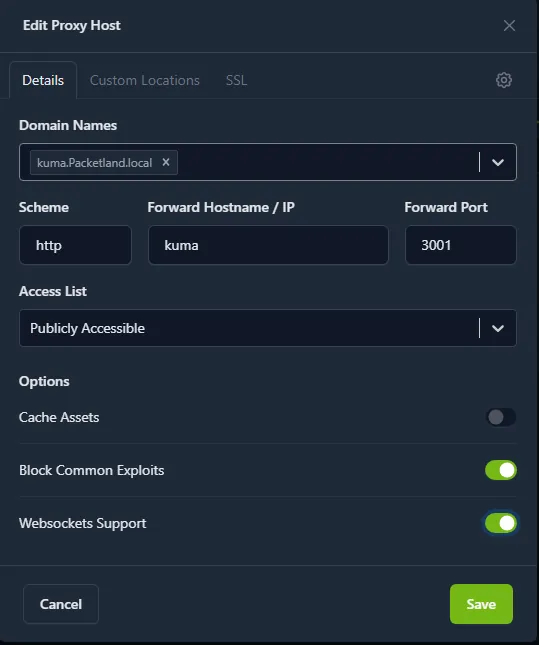 Edit Proxy Host
Details Custom Locations SSL
Domain Names
kuma.Packetland.local
Scheme Forward Hostname / IP Forward Port
http kuma 3001
Access List
Publicly Accessible
Options
Cache Assets
Block Common Exploits
Websockets Support
Cancel Save